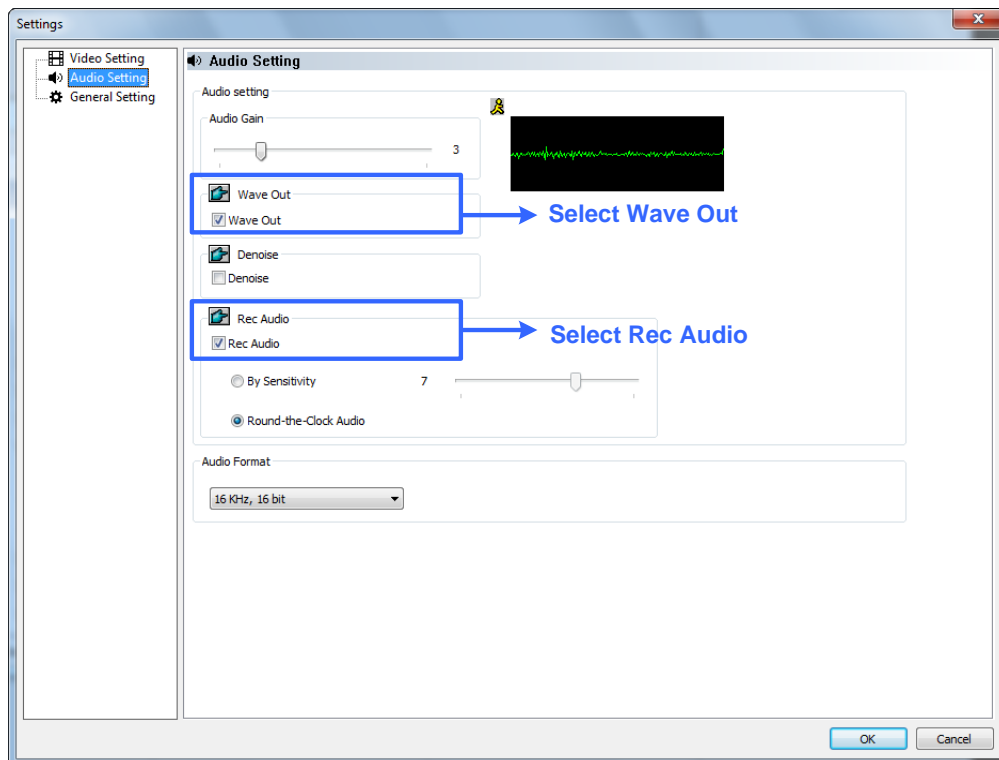 Settings
Video Setting
Audio Setting
General Setting
Audio Setting
Audio setting
Audio Gain
3
Wave Out
Wave Out
Select Wave Out
Denoise
Denoise
Rec Audio
Rec Audio
Select Rec Audio
By Sensitivity 7
Round-the-Clock Audio
Audio Format
16 KHz, 16 bit
OK Cancel